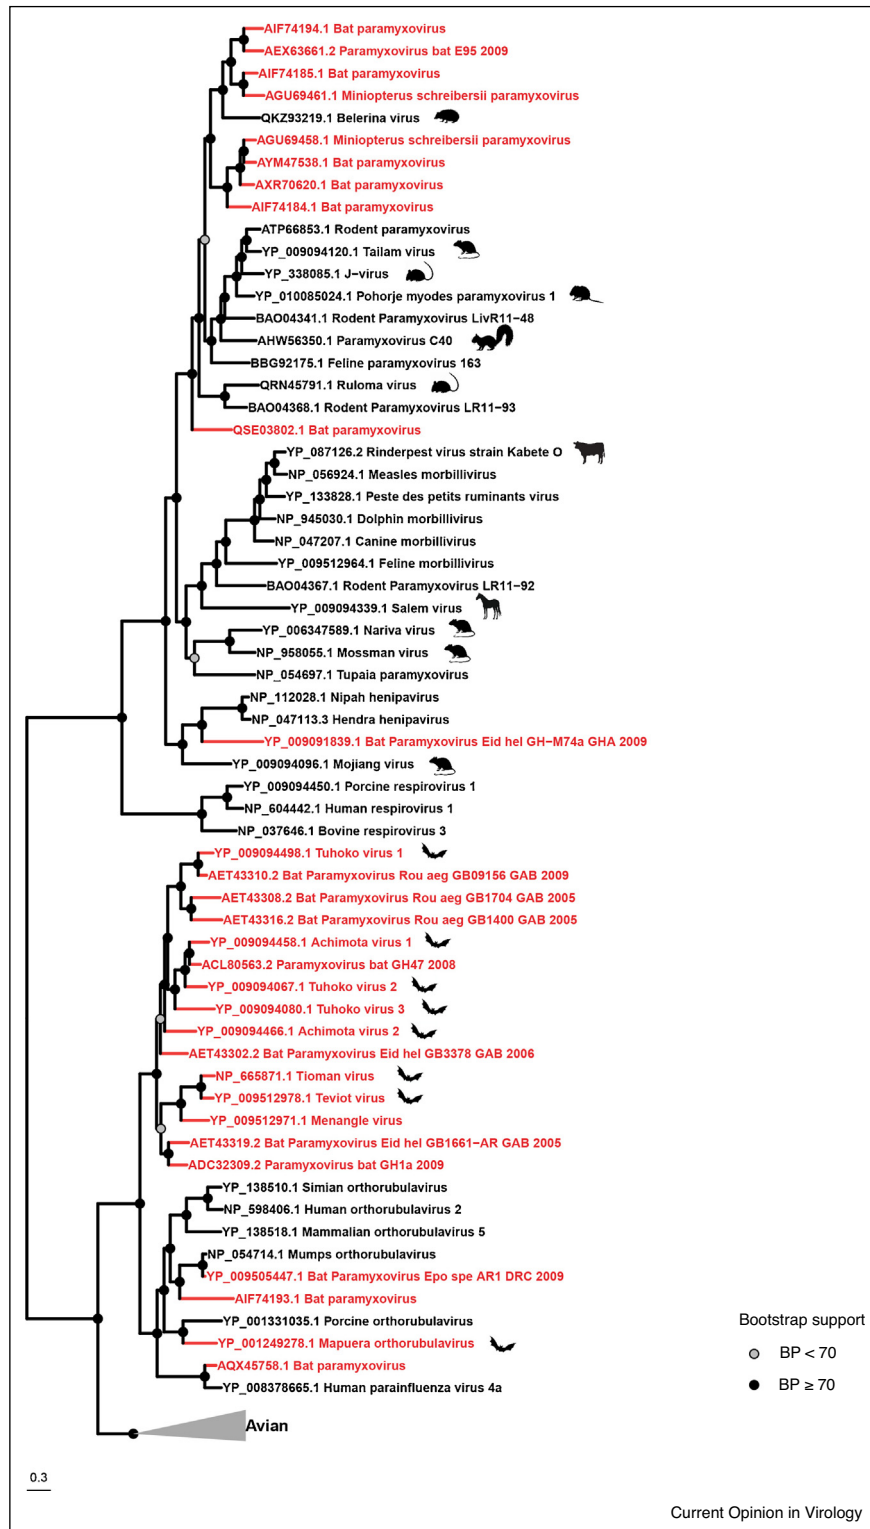 AIF74194.1 Bat paramyxovirus
AEX63661.2 Paramyxovirus bat E95 2009
AIF74185.1 Bat paramyxovirus
AGU69461.1 Miniopterus schreibersii paramyxovirus
QKZ93219.1 Belerina virus
AGU69458.1 Miniopterus schreibersii paramyxovirus
AYM47538.1 Bat paramyxovirus
AXR70620.1 Bat paramyxovirus
AIF74184.1 Bat paramyxovirus
ATP66853.1 Rodent paramyxovirus
YP_009094120.1 Tailam virus
YP_338085.1 J−virus
YP_010085024.1 Pohorje myodes paramyxovirus 1
BAO04341.1 Rodent Paramyxovirus LivR11−48
AHW56350.1 Paramyxovirus C40
BBG92175.1 Feline paramyxovirus 163
QRN45791.1 Ruloma virus
BAO04368.1 Rodent Paramyxovirus LR11−93
QSE03802.1 Bat paramyxovirus
YP_087126.2 Rinderpest virus strain Kabete O
NP_056924.1 Measles morbillivirus
YP_133828.1 Peste des petits ruminants virus
NP_945030.1 Dolphin morbillivirus
NP_047207.1 Canine morbillivirus
YP_009512964.1 Feline morbillivirus
BAO04367.1 Rodent Paramyxovirus LR11−92
YP_009094339.1 Salem virus
YP_006347589.1 Nariva virus
NP_958055.1 Mossman virus
NP_054697.1 Tupaia paramyxovirus
NP_112028.1 Nipah henipavirus
NP_047113.3 Hendra henipavirus
YP_009091839.1 Bat Paramyxovirus Eid hel GH−M74a GHA 2009
YP_009094096.1 Mojiang virus
YP_009094450.1 Porcine respirovirus 1
NP_604442.1 Human respirovirus 1
NP_037646.1 Bovine respirovirus 3
YP_009094498.1 Tuhoko virus 1
AET43310.2 Bat Paramyxovirus Rou aeg GB09156 GAB 2009
AET43308.2 Bat Paramyxovirus Rou aeg GB1704 GAB 2005
AET43316.2 Bat Paramyxovirus Rou aeg GB1400 GAB 2005
YP_009094458.1 Achimota virus 1
ACL80563.2 Paramyxovirus bat GH47 2008
YP_009094067.1 Tuhoko virus 2
YP_009094080.1 Tuhoko virus 3
YP_009094466.1 Achimota virus 2
AET43302.2 Bat Paramyxovirus Eid hel GB3378 GAB 2006
NP_665871.1 Tioman virus
YP_009512978.1 Teviot virus
YP_009512971.1 Menangle virus
AET43319.2 Bat Paramyxovirus Eid hel GB1661−AR GAB 2005
ADC32309.2 Paramyxovirus bat GH1a 2009
YP_138510.1 Simian orthorubulavirus
NP_598406.1 Human orthorubulavirus 2
YP_138518.1 Mammalian orthorubulavirus 5
NP_054714.1 Mumps orthorubulavirus
YP_009505447.1 Bat Paramyxovirus Epo spe AR1 DRC 2009
AIF74193.1 Bat paramyxovirus
YP_001331035.1 Porcine orthorubulavirus
YP_001249278.1 Mapuera orthorubulavirus
AQX45758.1 Bat paramyxovirus
YP_008378665.1 Human parainfluenza virus 4a
Avian
Bootstrap support
BP < 70
BP ≥ 70
0.3
Current Opinion in Virology